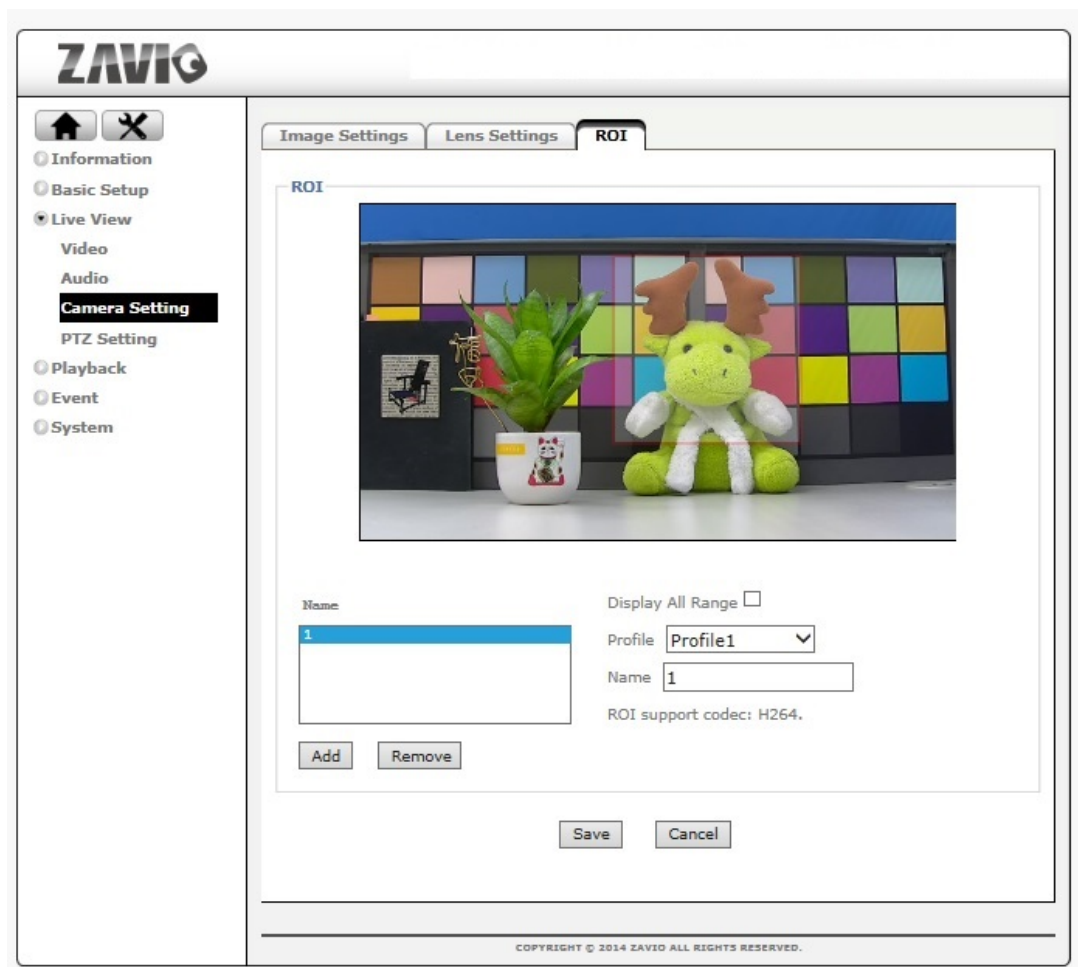 ZAVIO
Information
Basic Setup
Live View
Video
Audio
Camera Setting
PTZ Setting
Playback
Event
System
Image Settings
Lens Settings
ROI
ROI
Name
1
Add
Remove
Display All Range
Profile Profile1
Name 1
ROI support codec: H264.
Save
Cancel
COPYRIGHT © 2014 ZAVIO ALL RIGHTS RESERVED.